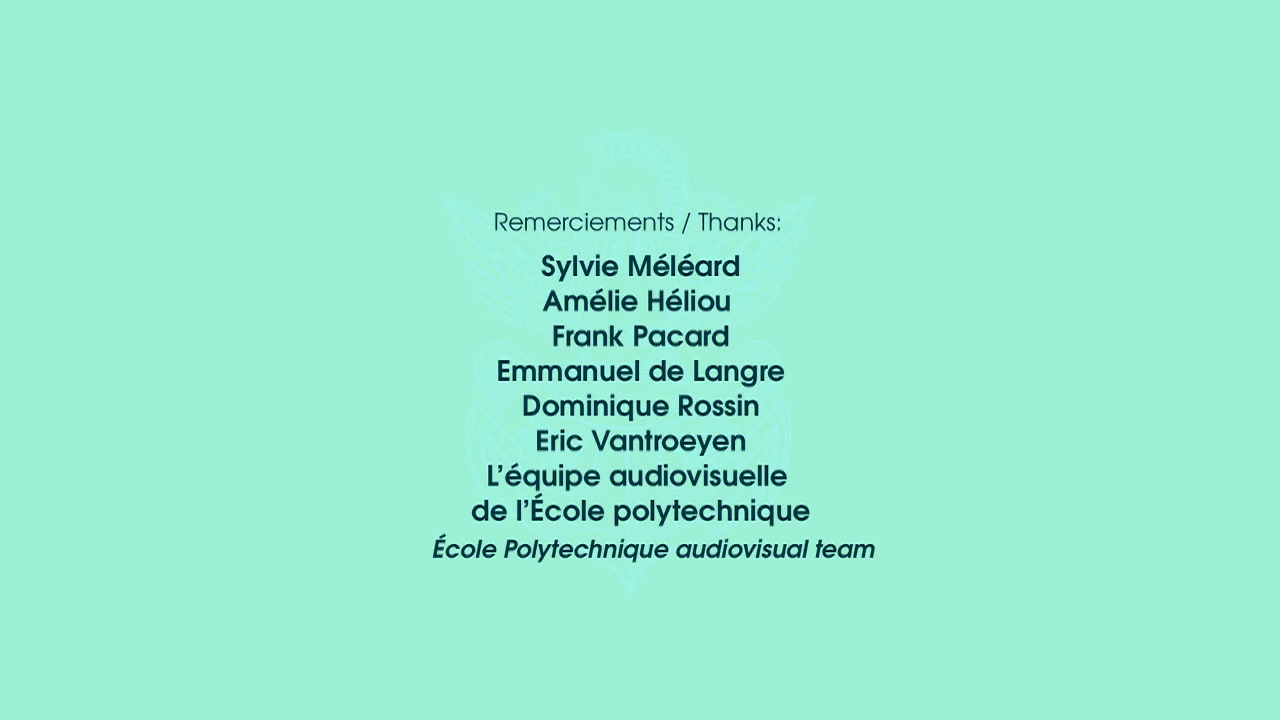 Remerciements / Thanks:
Sylvie Méléard
Amélie Héliou
Frank Pacard
Emmanuel de Langre
Dominique Rossin
Eric Vantroeyen
L’équipe audiovisuelle
de l’École polytechnique
École Polytechnique audiovisual team